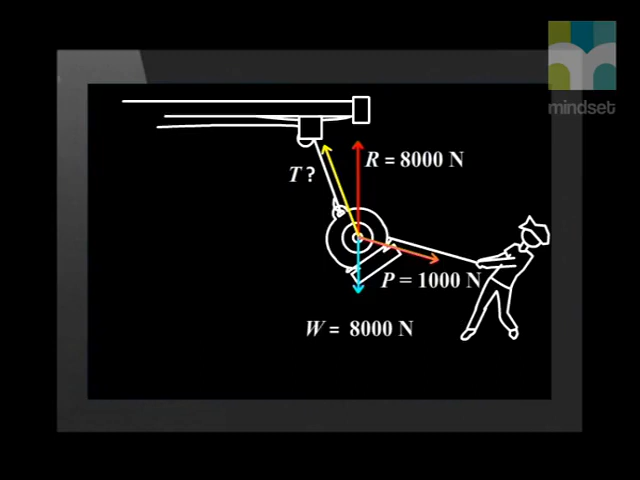 mindset
R = 8000 N
T ?
P = 1000 N
W = 8000 N